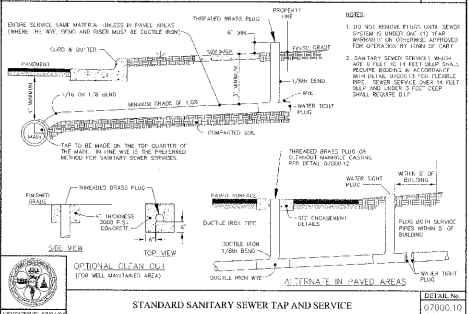 ENTIRE SERVICE SAME MATERIAL UNLESS IN PAVED AREAS
(WHERE THE WYE, BEND AND RISER MUST BE DUCTILE IRON)
THREADED BRASS PLUG
PROPERTY
LINE
6" MIN.
SIDEWALK
FINISH GRADE
CURB & GUTTER
PAVEMENT
1/8th BEND
WYE
1/16 OR 1/8 BEND
MINIMUM GRADE OF 1.0%
WATER TIGHT
PLUG
MAIN
COMPACTED SOIL
TAP TO BE MADE ON THE TOP QUARTER OF
THE MAIN. IN LINE WYE IS THE PREFERRED
METHOD FOR SANITARY SEWER SERVICES.
NOTES:
1. DO NOT REMOVE PLUGS UNTIL SEWER
SYSTEM IS UNDER ONE (1) YEAR
WARRANTY OR OTHERWISE APPROVED
FOR OPERATION BY TOWN OF CARY
2. SANITARY SEWER SERVICES WHICH
ARE 8 FEET TO 14 FEET DEEP SHALL
REQUIRE BEDDING IN ACCORDANCE
WITH DETAIL 07000.13 FOR FLEXIBLE
PIPE. SEWER SERVICE OVER 14 FEET
DEEP AND UNDER 3 FEET DEEP
SHALL REQUIRE D.I.P.
FINISHED
GRADE
THREADED BRASS PLUG
4" THICKNESS
3000 P.S.I.
CONCRETE
6"
6"
SIDE VIEW
TOP VIEW
OPTIONAL CLEAN OUT
(FOR WELL MAINTAINED AREA)
THREADED BRASS PLUG OR
CLEANOUT MANHOLE CASTING
PER DETAIL 07000.12
WATER TIGHT
PLUG
WITHIN 5' OF
BUILDING
PAVED SURFACE
DUCTILE IRON PIPE
SEE ENCASEMENT
DETAILS
PLUG BOTH SERVICE
PIPES WITHIN 5' OF
BUILDING
DUCTILE IRON
1/8th BEND
DUCTILE IRON WYE
WATER TIGHT
PLUG
ALTERNATE IN PAVED AREAS
STANDARD SANITARY SEWER TAP AND SERVICE
DETAIL No.
07000.10